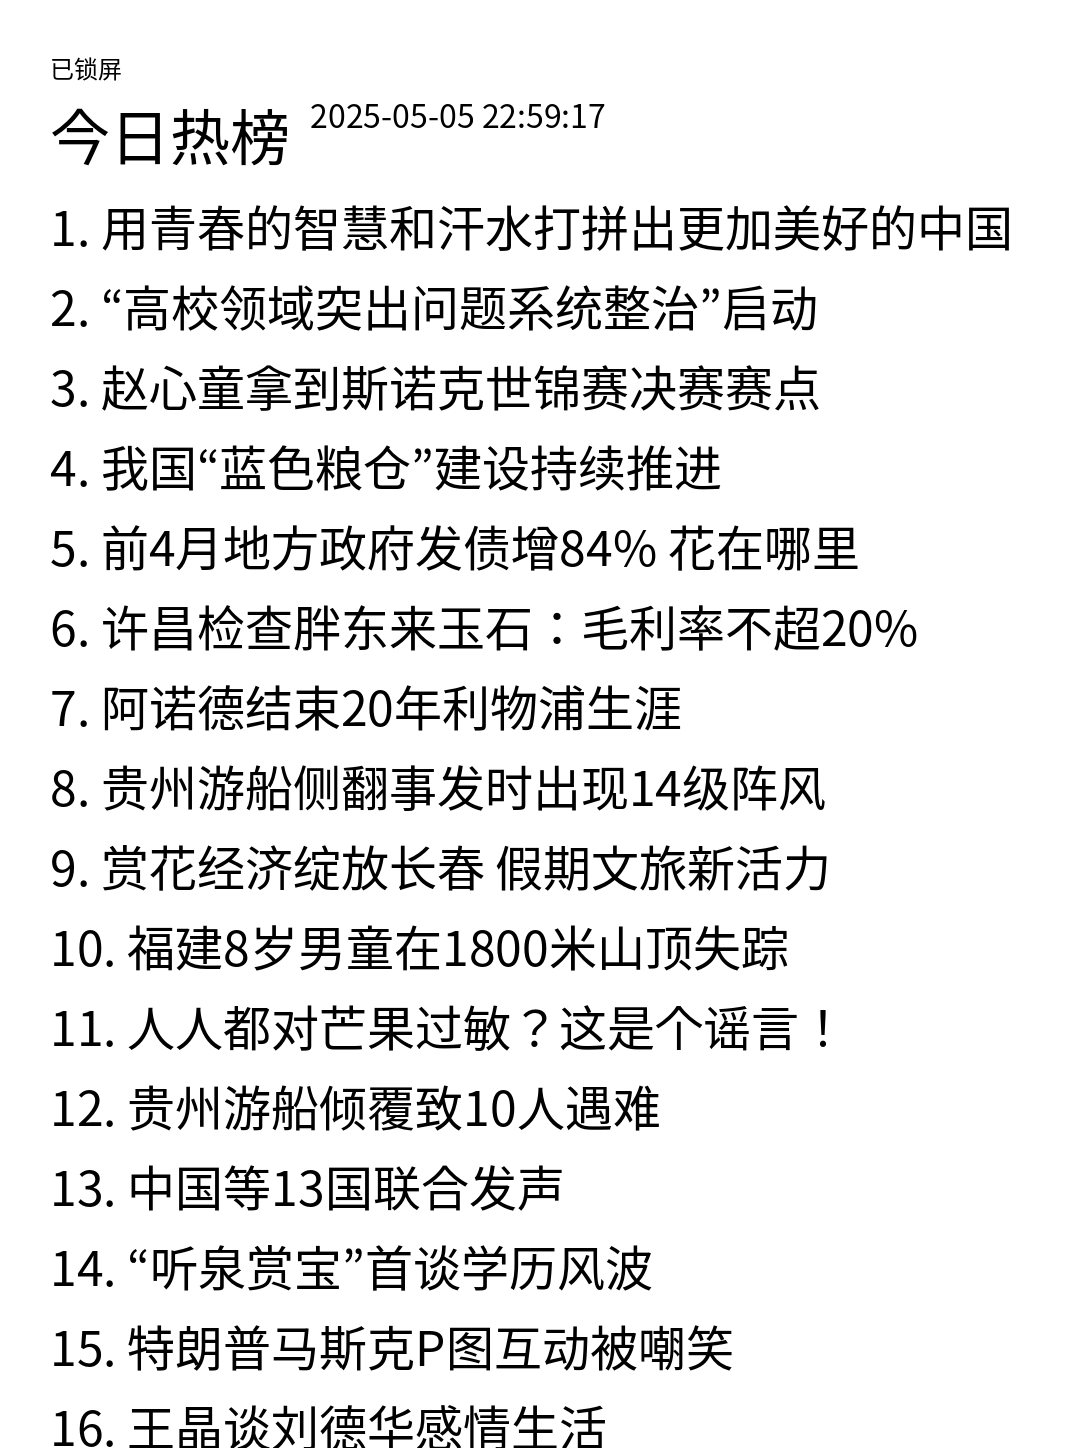 已锁屏
今日热榜 2025-05-05 22:59:17
1. 用青春的智慧和汗水打拼出更加美好的中国
2. “高校领域突出问题系统整治”启动
3. 赵心童拿到斯诺克世锦赛决赛赛点
4. 我国“蓝色粮仓”建设持续推进
5. 前4月地方政府发债增84% 花在哪里
6. 许昌检查胖东来玉石：毛利率不超20%
7. 阿诺德结束20年利物浦生涯
8. 贵州游船侧翻事发时出现14级阵风
9. 赏花经济绽放长春 假期文旅新活力
10. 福建8岁男童在1800米山顶失踪
11. 人人都对芒果过敏？这是个谣言！
12. 贵州游船倾覆致10人遇难
13. 中国等13国联合发声
14. “听泉赏宝”首谈学历风波
15. 特朗普马斯克P图互动被嘲笑
16. 王晶谈刘德华感情生活